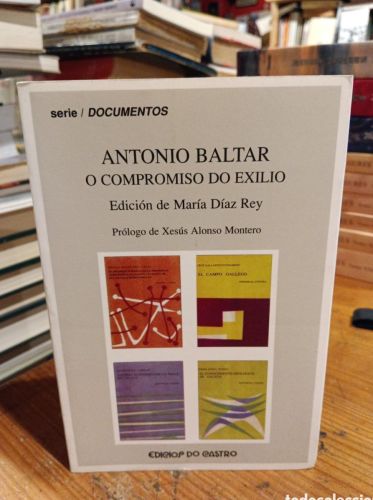 serie / DOCUMENTOS
ANTONIO BALTAR
O COMPROMISO DO EXILIO
Edición de María Díaz Rey
Prólogo de Xesús Alonso Montero
EL CAMPO GALLEGO
EDICIOS DO CASTRO
todocoleccion